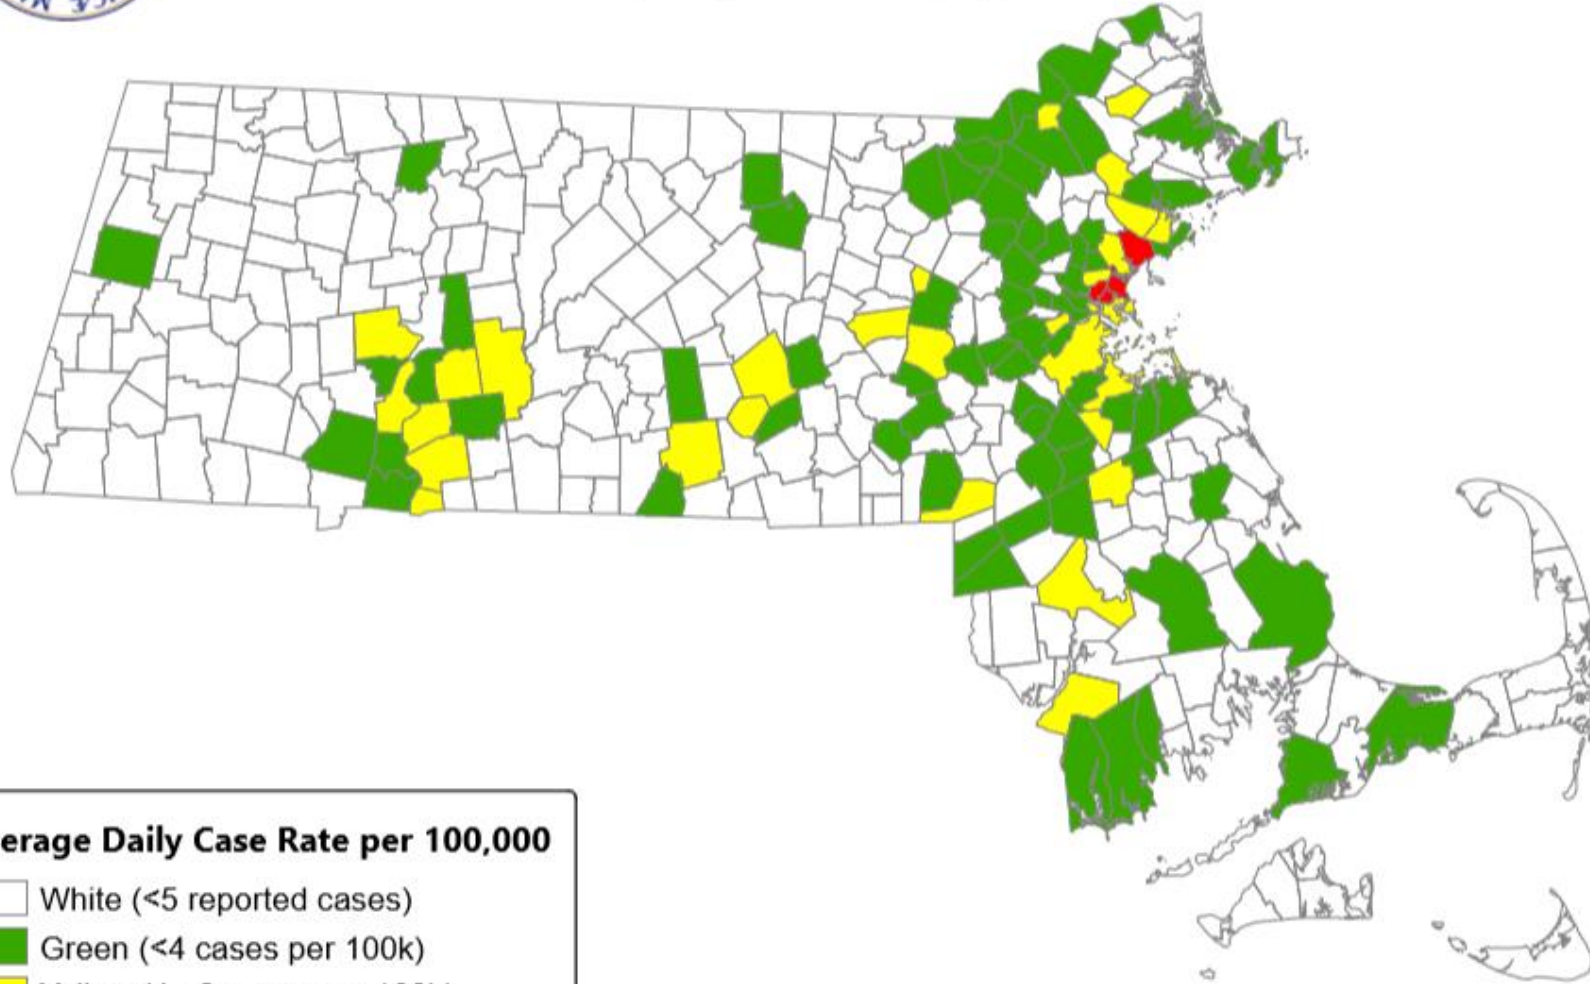 erage Daily Case Rate per 100,000
White (<5 reported cases)
Green (<4 cases per 100k)